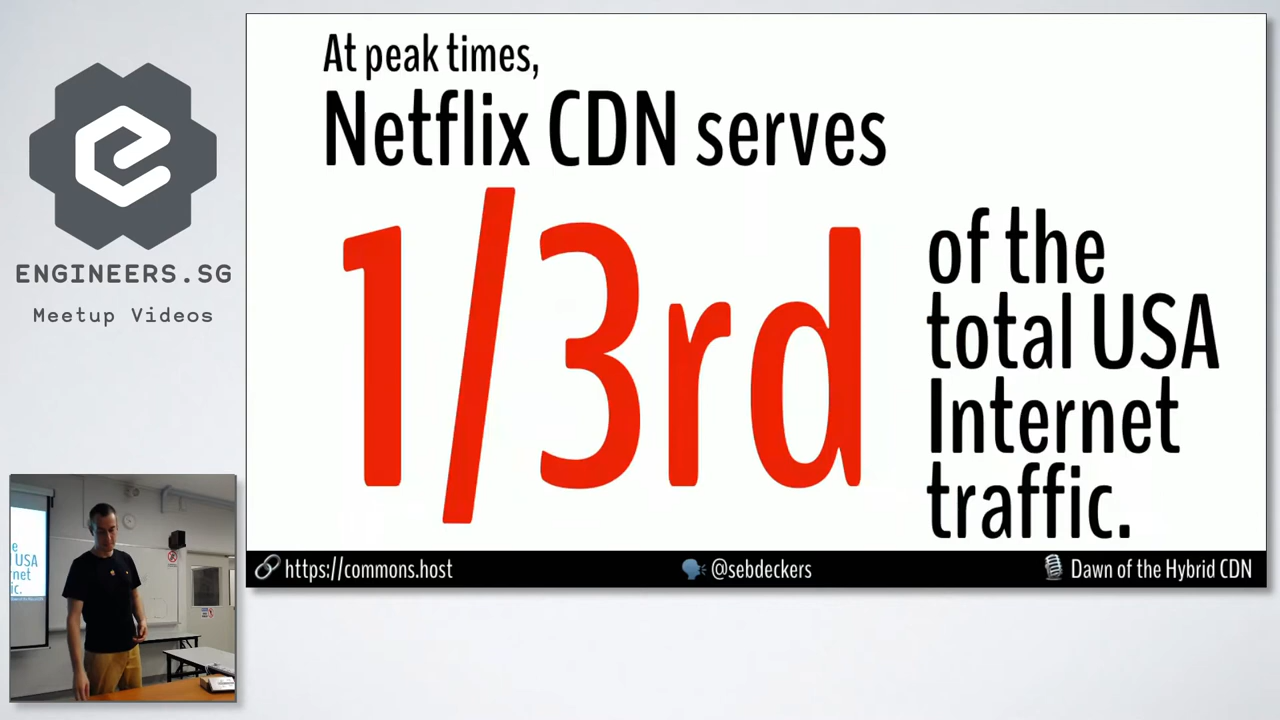 ENGINEERS.SG
Meetup Videos
At peak times,
Netflix CDN serves
1/3rd
of the
total USA
Internet
traffic.
https://commons.host
@sebdeckers
Dawn of the Hybrid CDN
USA